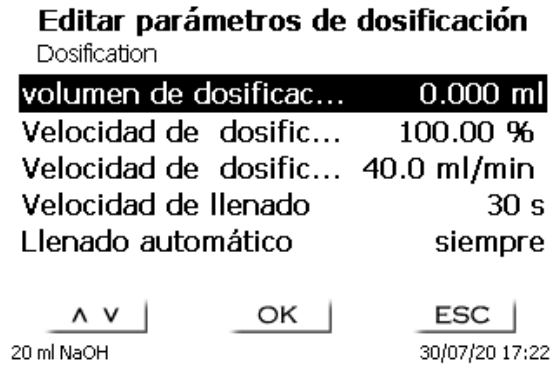 Editar parámetros de dosificación
Dosification
volumen de dosificac... 0.000 ml
Velocidad de dosific... 100.00 %
Velocidad de dosific... 40.0 ml/min
Velocidad de llenado 30 s
Llenado automático siempre
∧ ∨ OK ESC
20 ml NaOH 30/07/20 17:22